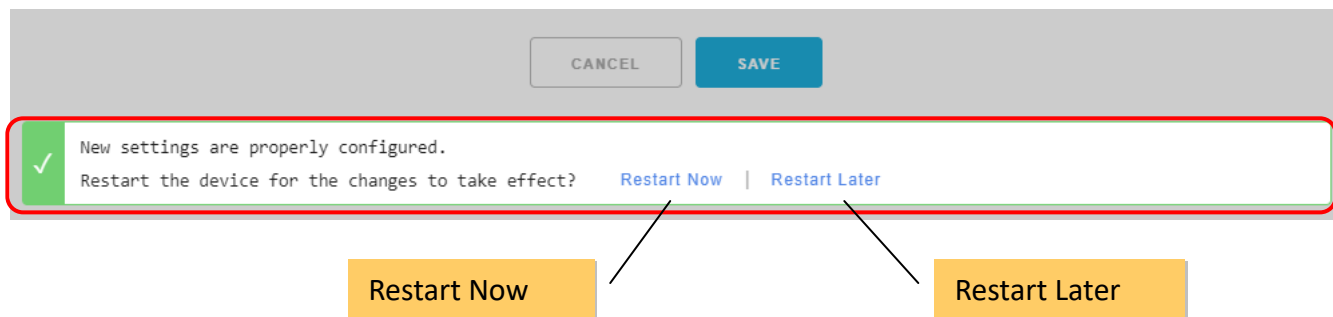 CANCEL SAVE
New settings are properly configured.
Restart the device for the changes to take effect? Restart Now | Restart Later
Restart Now Restart Later